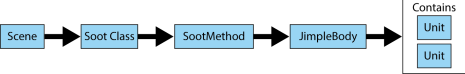 Contains
Scene
Soot Class
SootMethod
JimpleBody
Unit
Unit